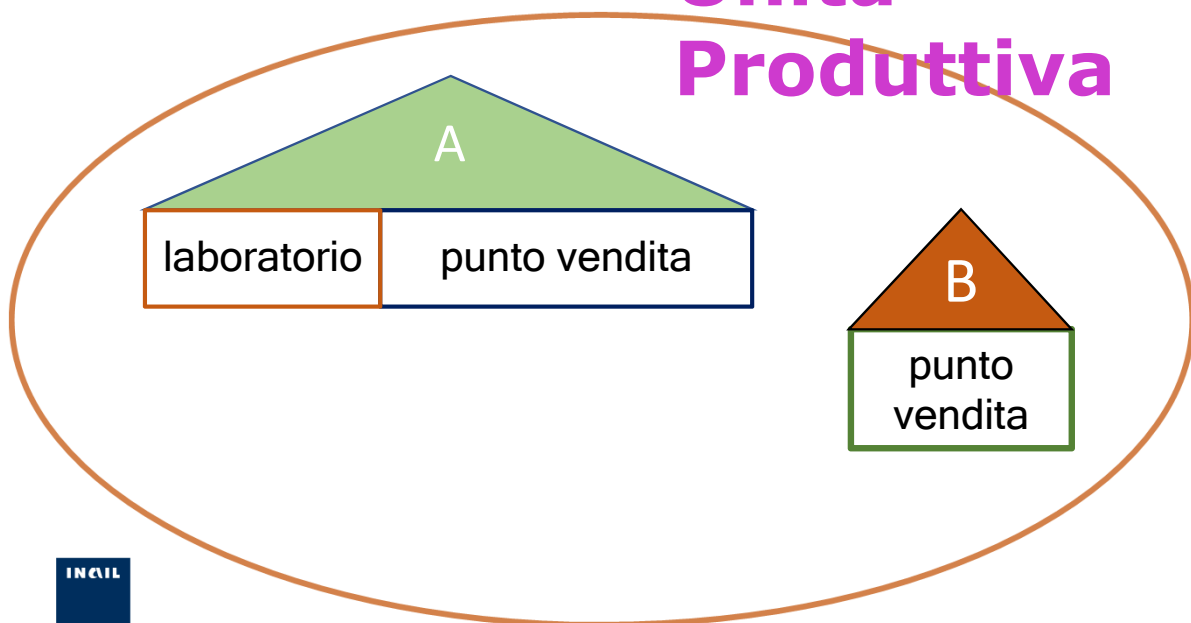 Produttiva
A
laboratorio
punto vendita
B
punto
vendita
INAIL